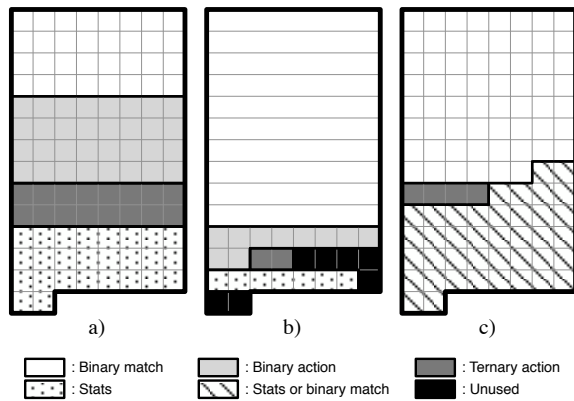 a) b) c)
: Binary match : Binary action : Ternary action
: Stats : Stats or binary match : Unused